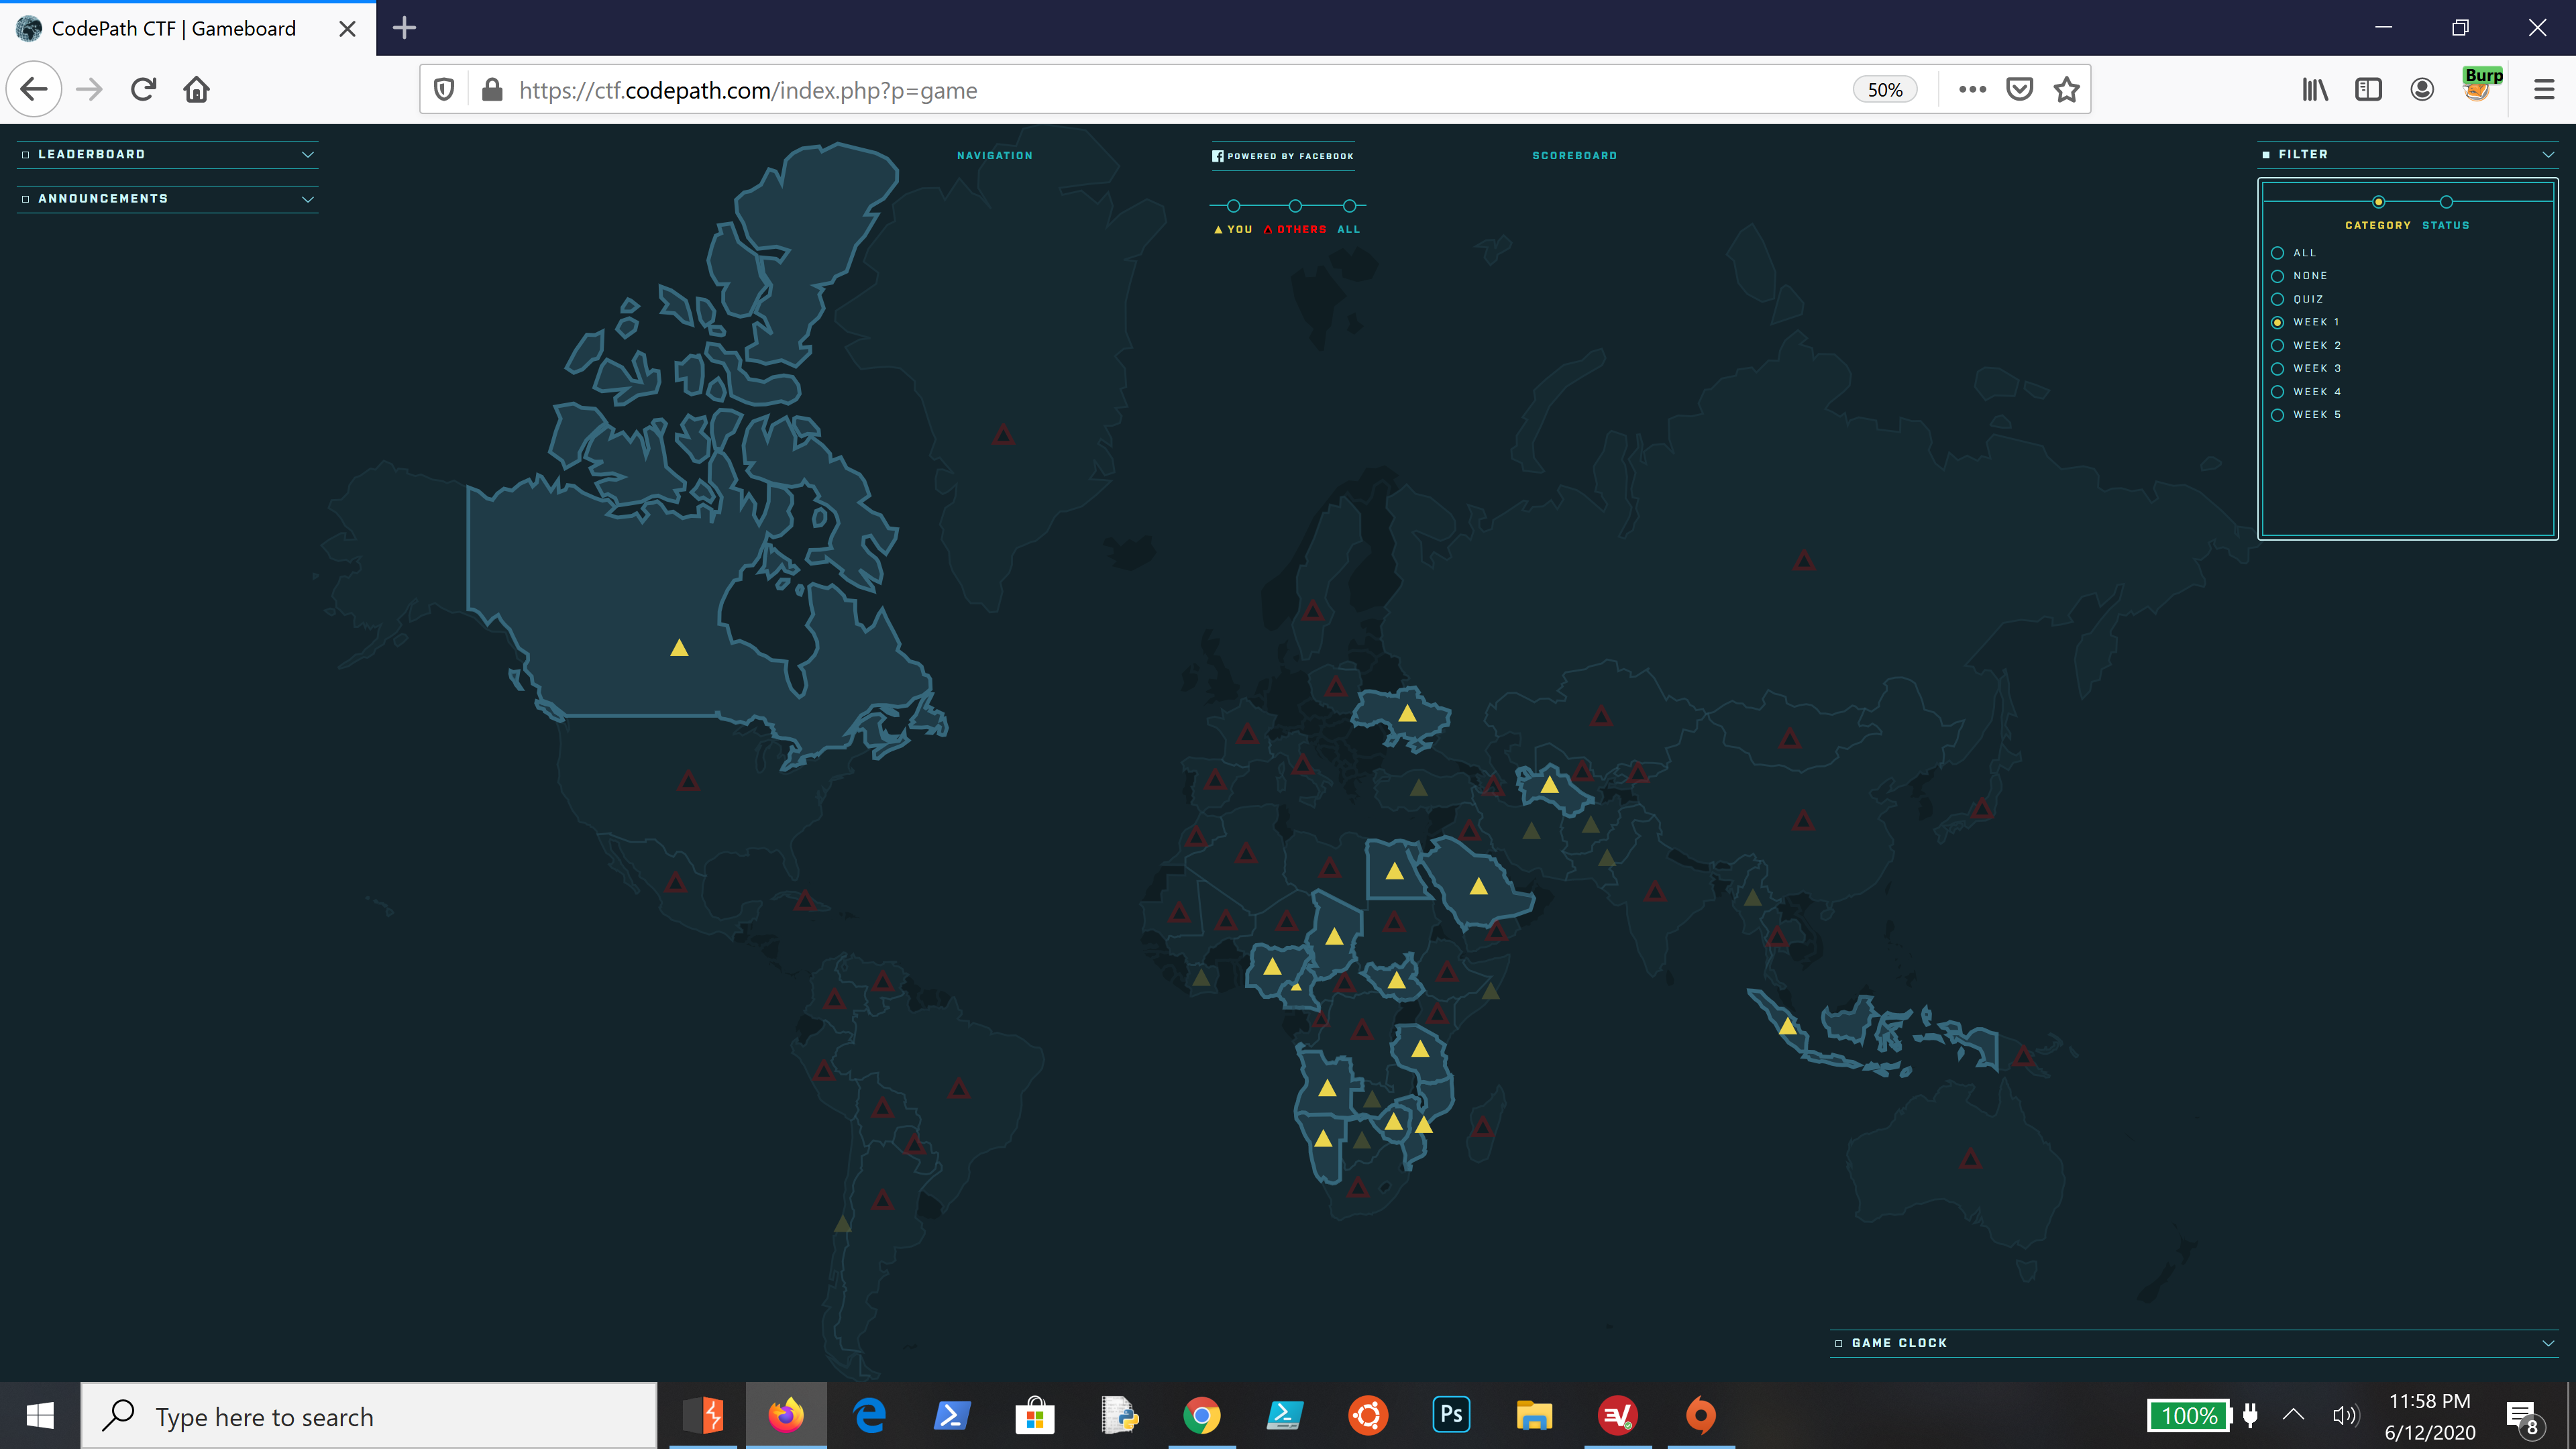 CodePath CTF | Gameboard
https://ctf.codepath.com/index.php?p=game
50%
Burp
LEADERBOARD
ANNOUNCEMENTS
NAVIGATION
POWERED BY FACEBOOK
SCOREBOARD
YOU OTHERS ALL
FILTER
CATEGORY STATUS
ALL
NONE
QUIZ
WEEK 1
WEEK 2
WEEK 3
WEEK 4
WEEK 5
GAME CLOCK
Type here to search
Ps
100%
11:58 PM
6/12/2020
8